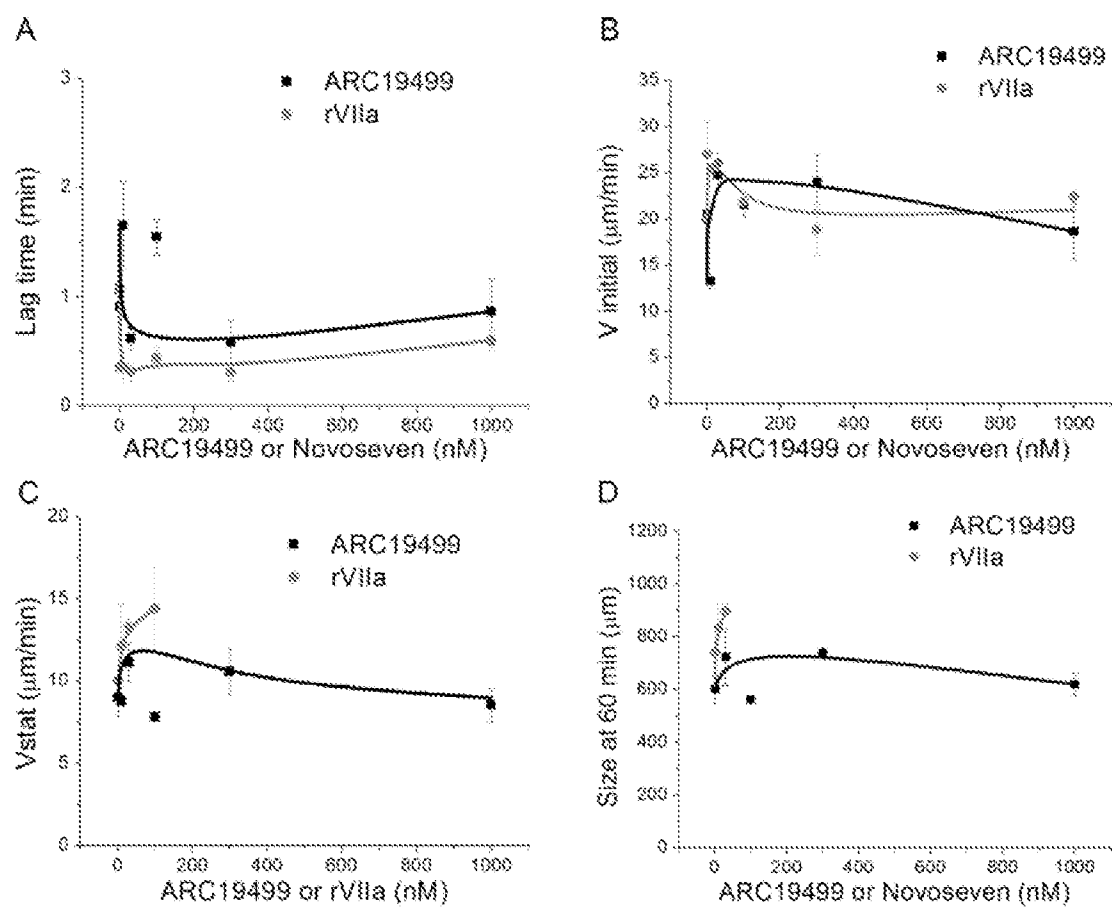 A
ARC19499
rVIIa
3
2
1
0
Lag time (min)
0 200 400 600 800 1000
ARC19499 or Novoseven (nM)
B
ARC19499
rVIIa
35
30
25
20
15
10
5
0
V initial (µm/min)
0 200 400 600 800 1000
ARC19499 or Novoseven (nM)
C
ARC19499
rVIIa
20
15
10
5
0
Vstat (µm/min)
0 200 400 600 800 1000
ARC19499 or rVIIa (nM)
D
ARC19499
rVIIa
1200
1000
800
600
400
200
0
Size at 60 min (µm)
0 200 400 600 800 1000
ARC19499 or Novoseven (nM)